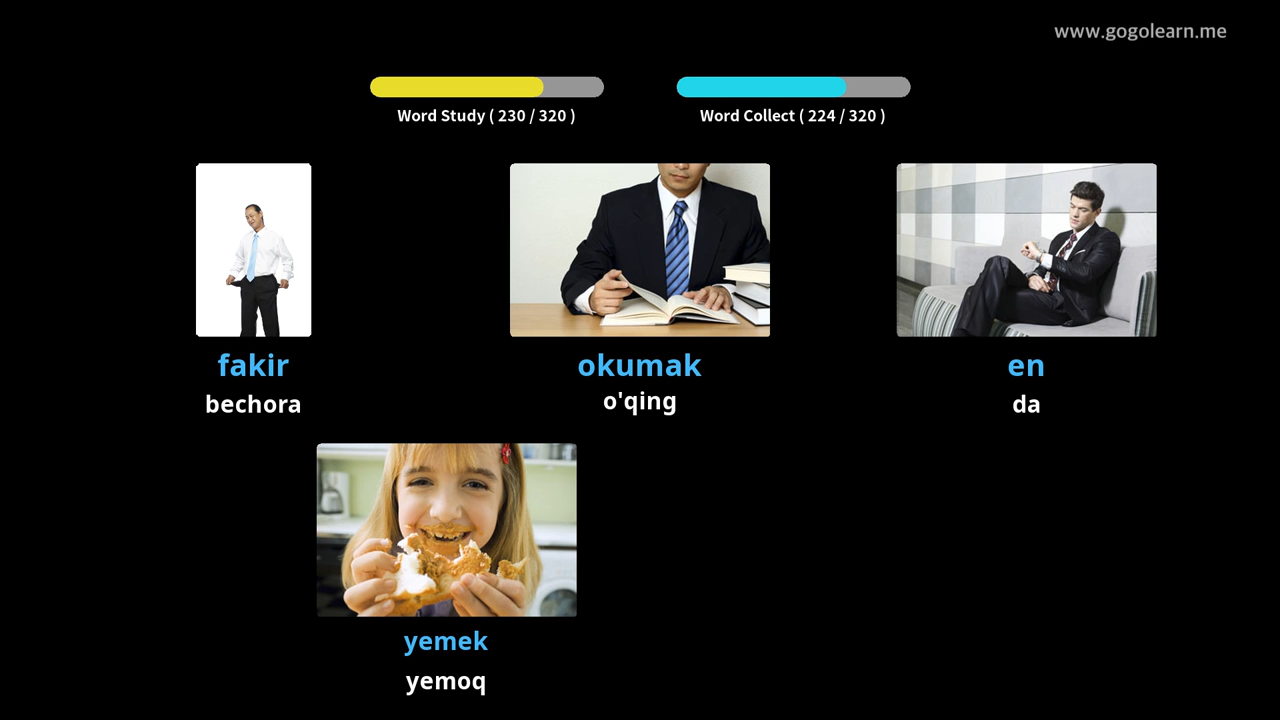 www.gogolearn.me
Word Study ( 230 / 320 )
Word Collect ( 224 / 320 )
fakir
bechora
okumak
o'qing
en
da
yemek
yemoq